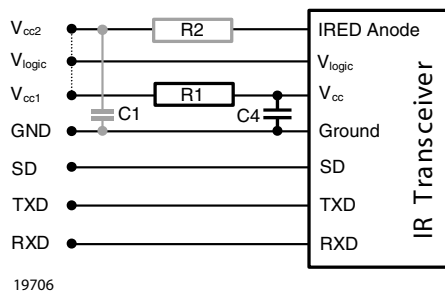 Vcc2 R2 IRED Anode
Vlogic Vlogic
Vcc1 R1 Vcc
C1 C4
GND Ground
SD SD
TXD TXD
RXD RXD
IR Transceiver
19706